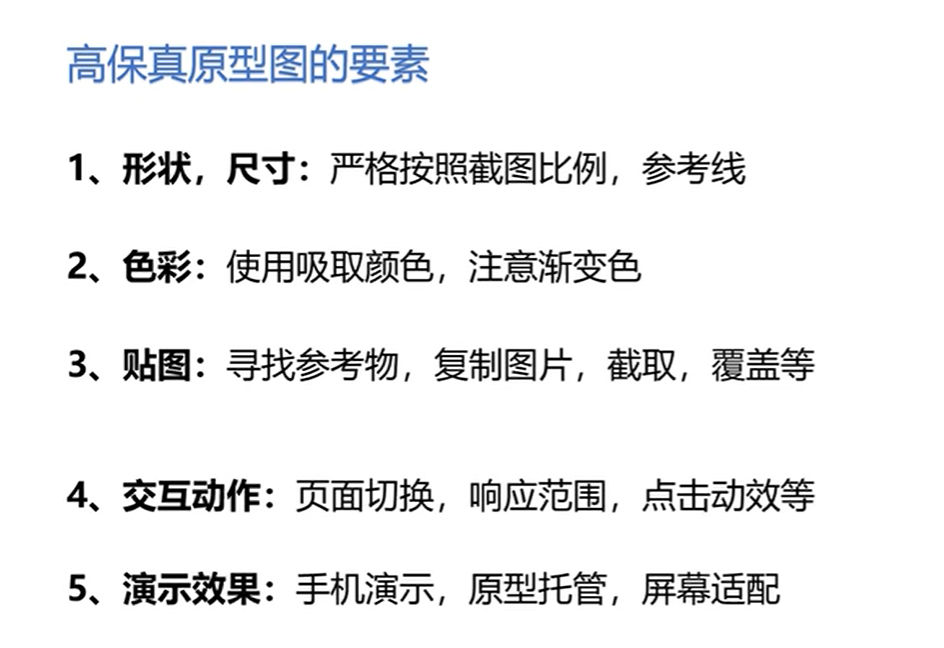 高保真原型图的要素
1、形状，尺寸：严格按照截图比例，参考线
2、色彩：使用吸取颜色，注意渐变色
3、贴图：寻找参考物，复制图片，截取，覆盖等
4、交互动作：页面切换，响应范围，点击动效等
5、演示效果：手机演示，原型托管，屏幕适配